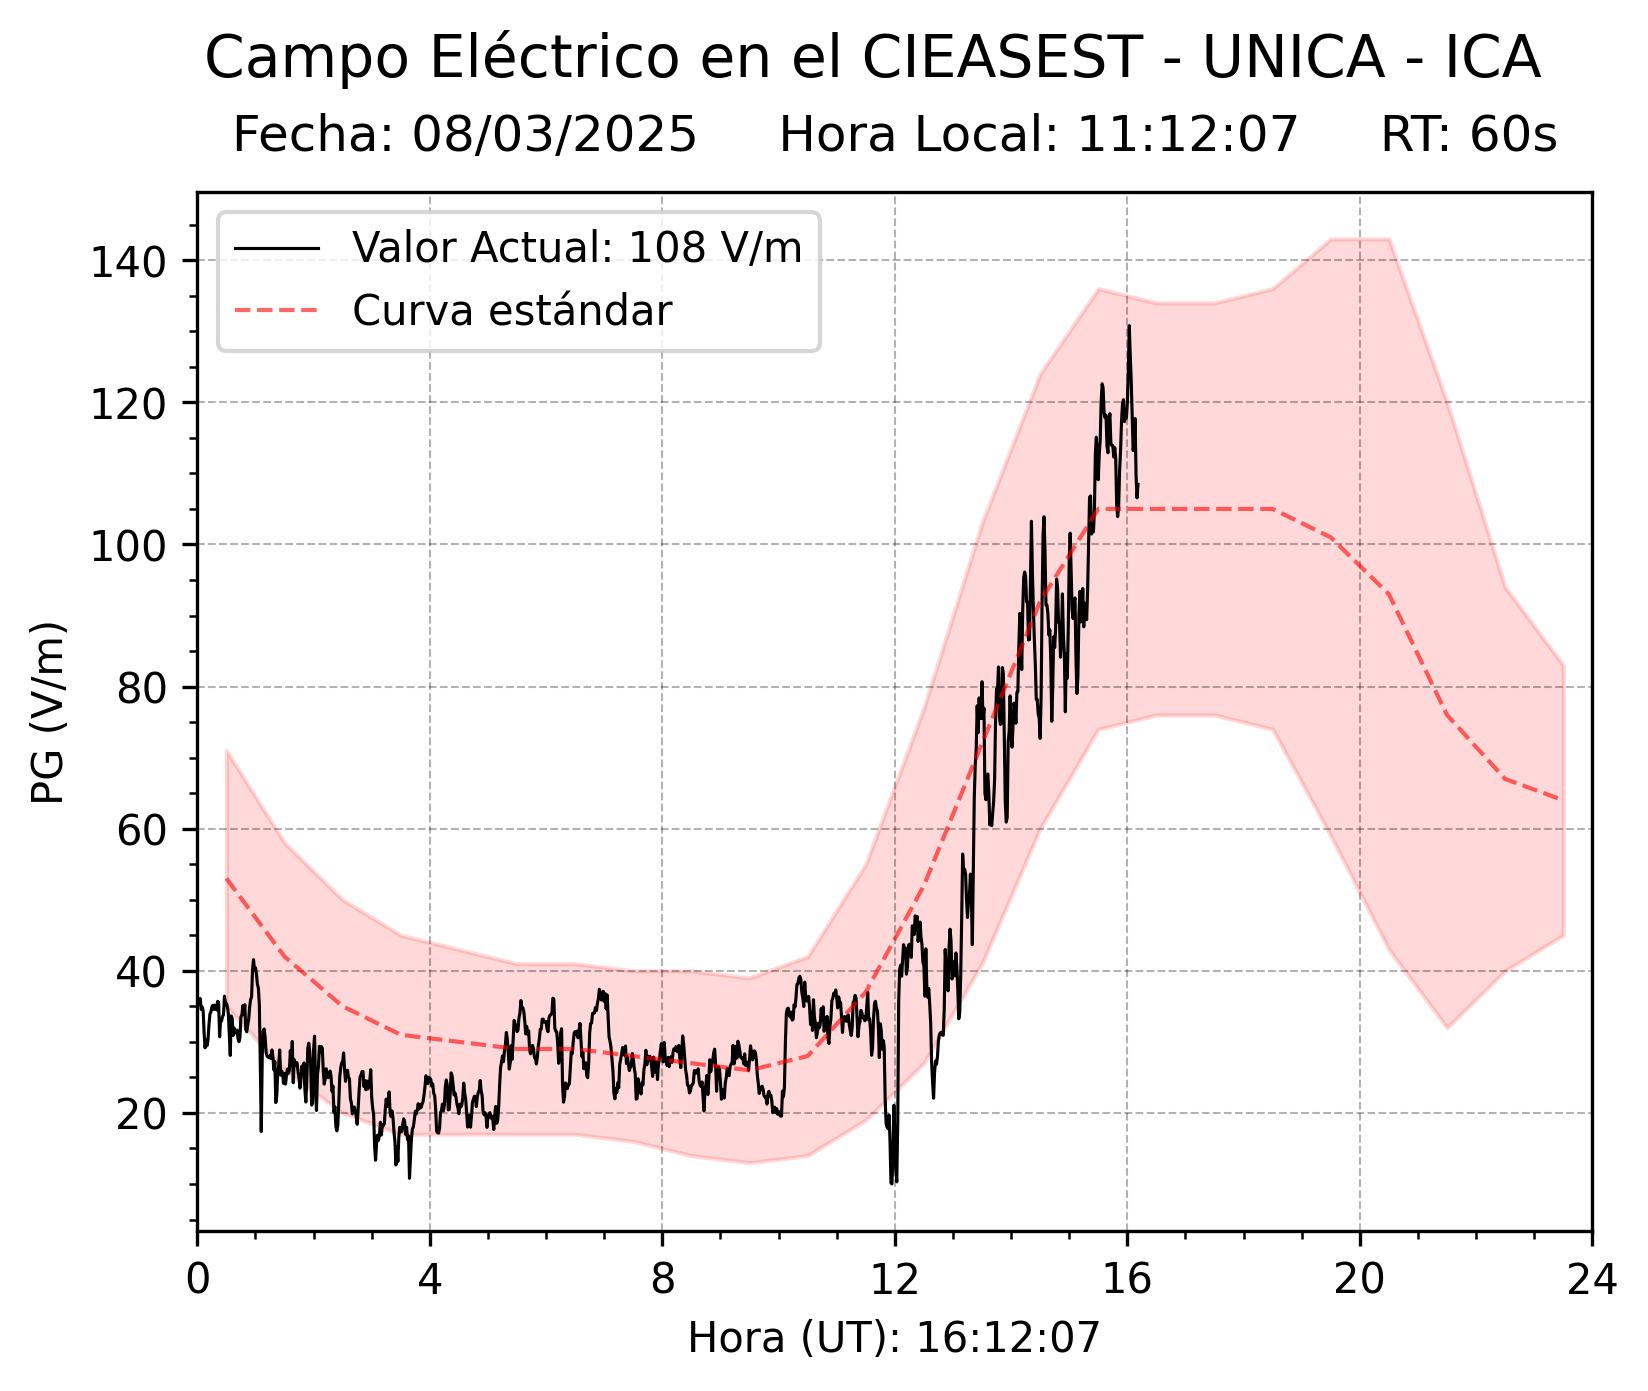 Campo Eléctrico en el CIEASEST - UNICA - ICA
Fecha: 08/03/2025 Hora Local: 11:12:07 RT: 60s
Valor Actual: 108 V/m
Curva estándar
PG (V/m)
140
120
100
80
60
40
20
0 4 8 12 16 20 24
Hora (UT): 16:12:07